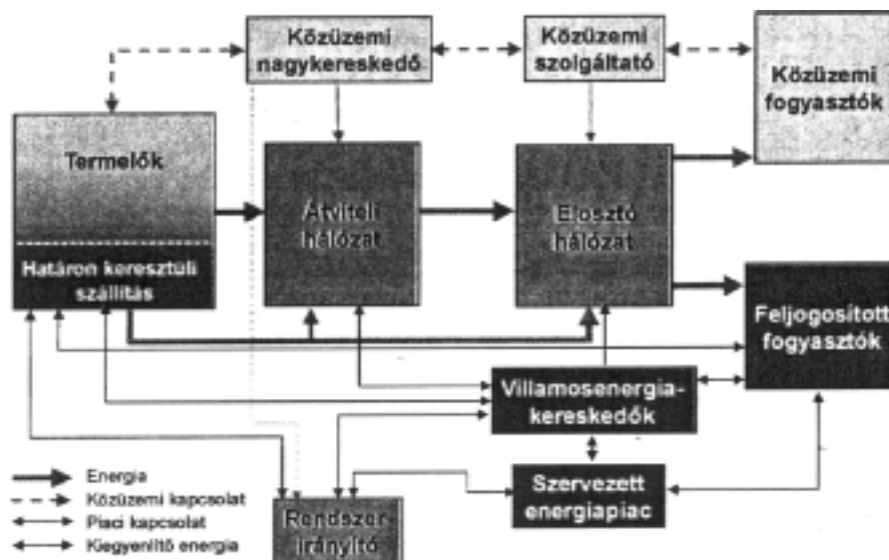 Közüzemi
nagykereskedő
Közüzemi
szolgáltató
Közüzemi
fogyasztók
Termelők
Átviteli
hálózat
Elosztó
hálózat
Határon keresztüli
szállítás
Feljogosított
fogyasztók
Villamosenergia-
kereskedők
Szervezett
energiapiac
Rendszer-
irányító
Energia
Közüzemi kapcsolat
Piaci kapcsolat
Kiegyenlítő energia